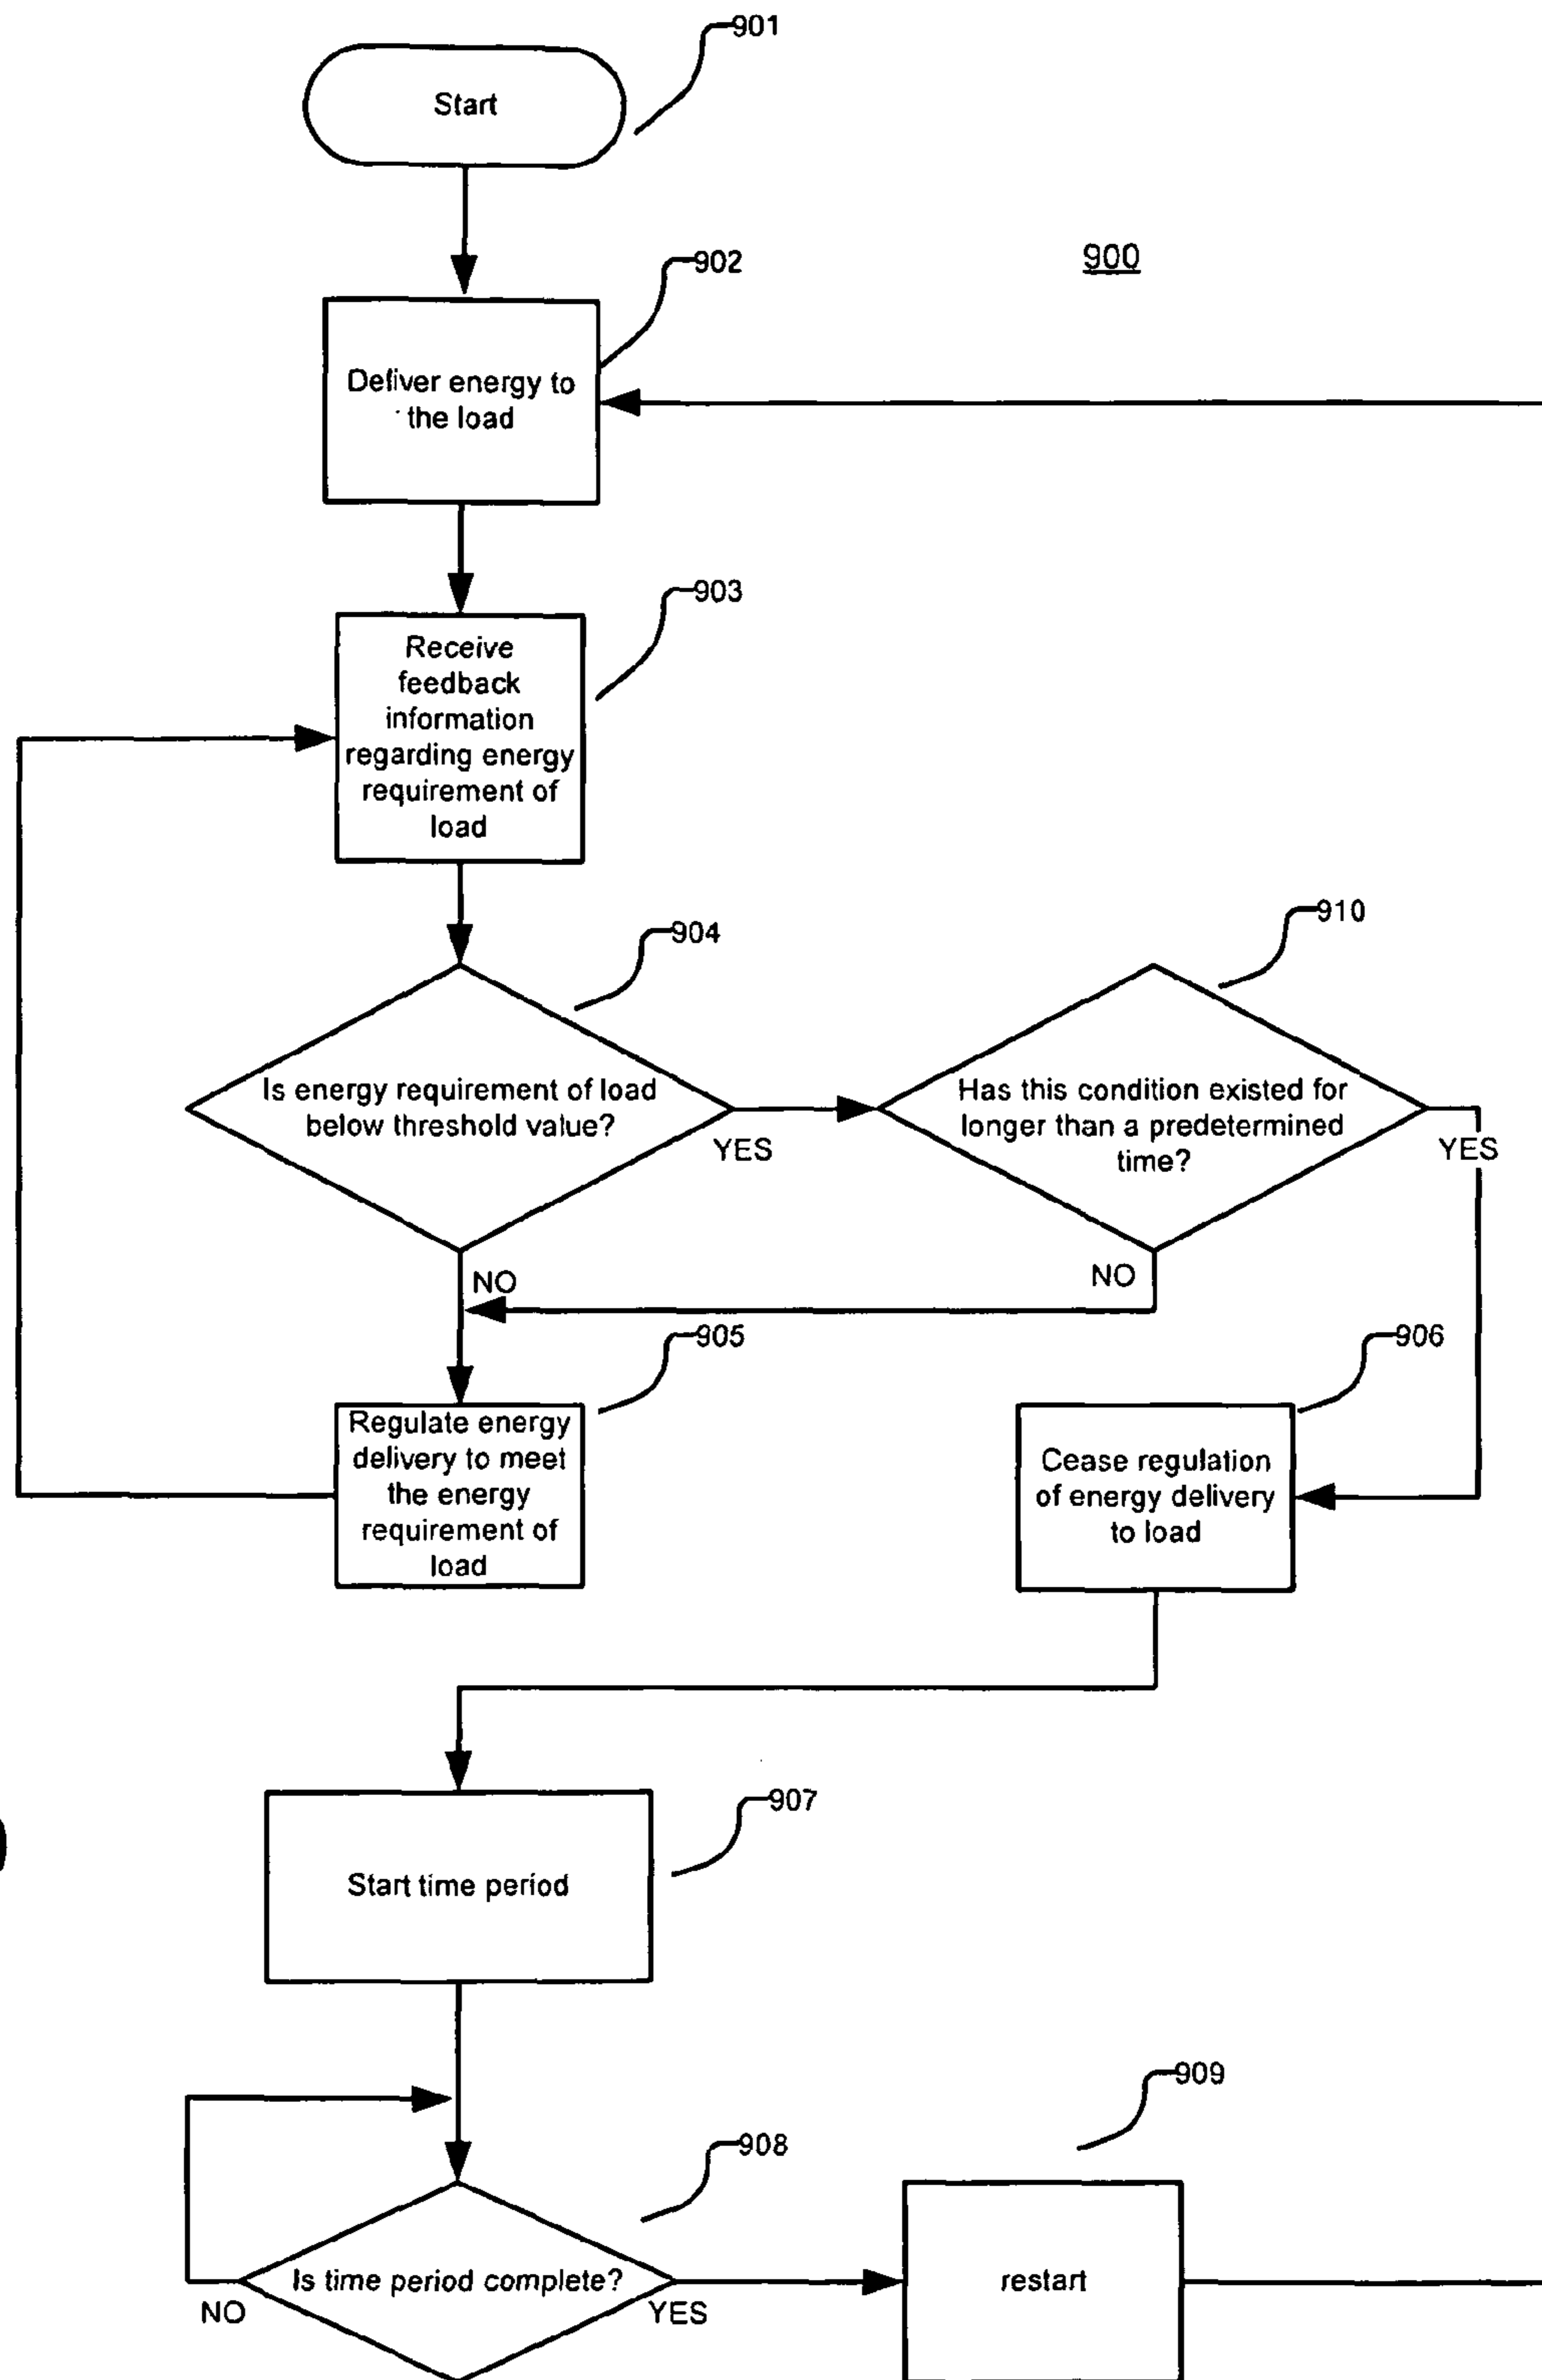 901
Start
900
902
Deliver energy to
the load
903
Receive
feedback
information
regarding energy
requirement of
load
904
910
Is energy requirement of load
below threshold value?
YES
Has this condition existed for
longer than a predetermined
time?
YES
NO
NO
905
906
Regulate energy
delivery to meet
the energy
requirement of
load
Cease regulation
of energy delivery
to load
907
Start time period
909
908
Is time period complete?
NO
YES
restart